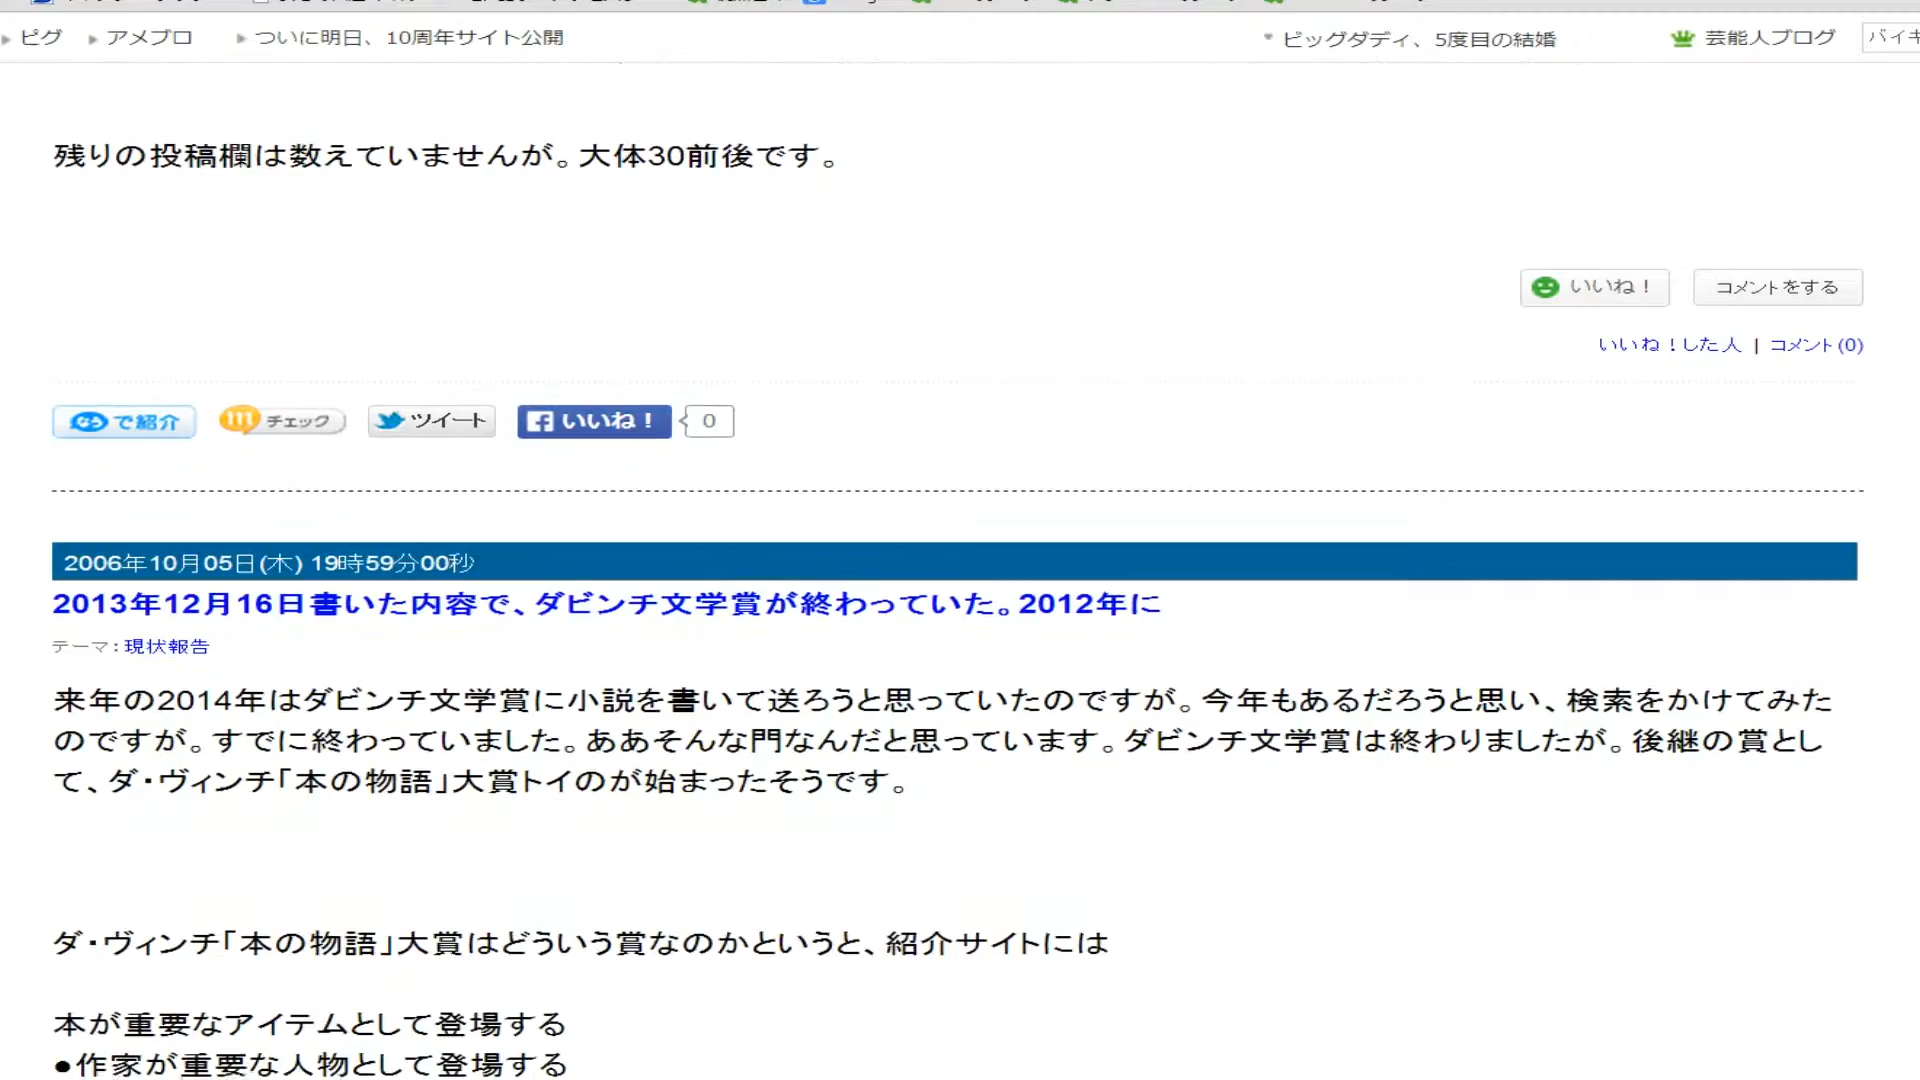 ピグ アメブロ ついに明日、10周年サイト公開 ビッグダディ、5度目の結婚 芸能人ブログ バイキ
残りの投稿欄は数えていませんが。大体30前後です。
いいね！ コメントをする
いいね！した人 | コメント(0)
で紹介 チェック ツイート いいね！ 0
2006年10月05日(木) 19時59分00秒
2013年12月16日書いた内容で、ダビンチ文学賞が終わっていた。2012年に
テーマ：現状報告
来年の2014年はダビンチ文学賞に小説を書いて送ろうと思っていたのですが。今年もあるだろうと思い、検索をかけてみた
のですが。すでに終わっていました。ああそんな門なんだと思っています。ダビンチ文学賞は終わりましたが。後継の賞とし
て、ダ・ヴィンチ「本の物語」大賞トイのが始まったそうです。
ダ・ヴィンチ「本の物語」大賞はどういう賞なのかというと、紹介サイトには
本が重要なアイテムとして登場する
●作家が重要な人物として登場する